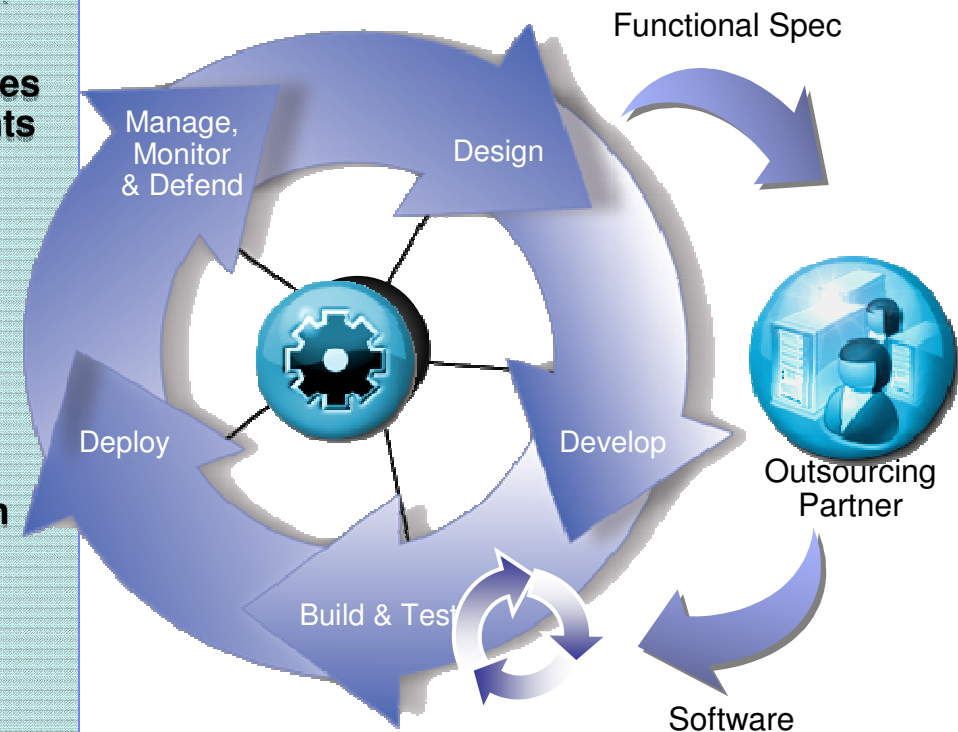 Functional Spec
Manage,
Monitor
& Defend
Design
Deploy
Develop
Outsourcing
Partner
Build & Test
Software